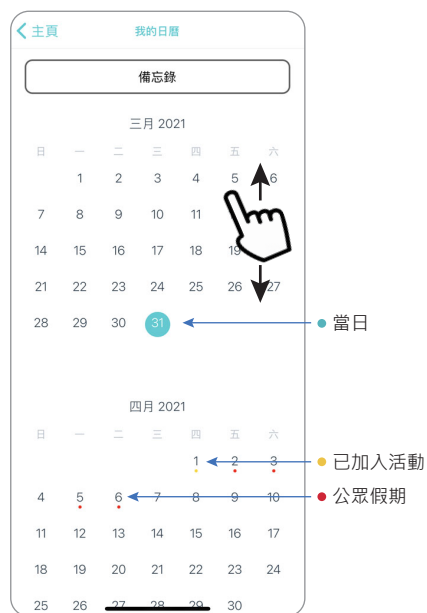 主頁 我的日曆
備忘錄
三月 2021
日 一 二 三 四 五 六
1 2 3 4 5 6
7 8 9 10 11
14 15 16 17 18 19
21 22 23 24 25 26 27
28 29 30 31 當日
四月 2021
日 一 二 三 四 五 六
1 2 3 已加入活動
4 5 6 7 8 9 10 公眾假期
11 12 13 14 15 16 17
18 19 20 21 22 23 24
25 26 27 28 29 30